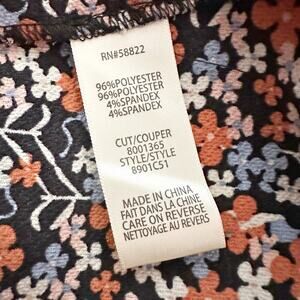 RN#58822
96%POLYESTER
96%POLYESTER
4%SPANDEX
4%SPANDEX
CUT/COUPER
8001365
STYLE/STYLE
8901C51
MADE IN CHINA
FAIT DANS LA CHINE
CARE ON REVERSE
NETTOYAGE AU REVERS